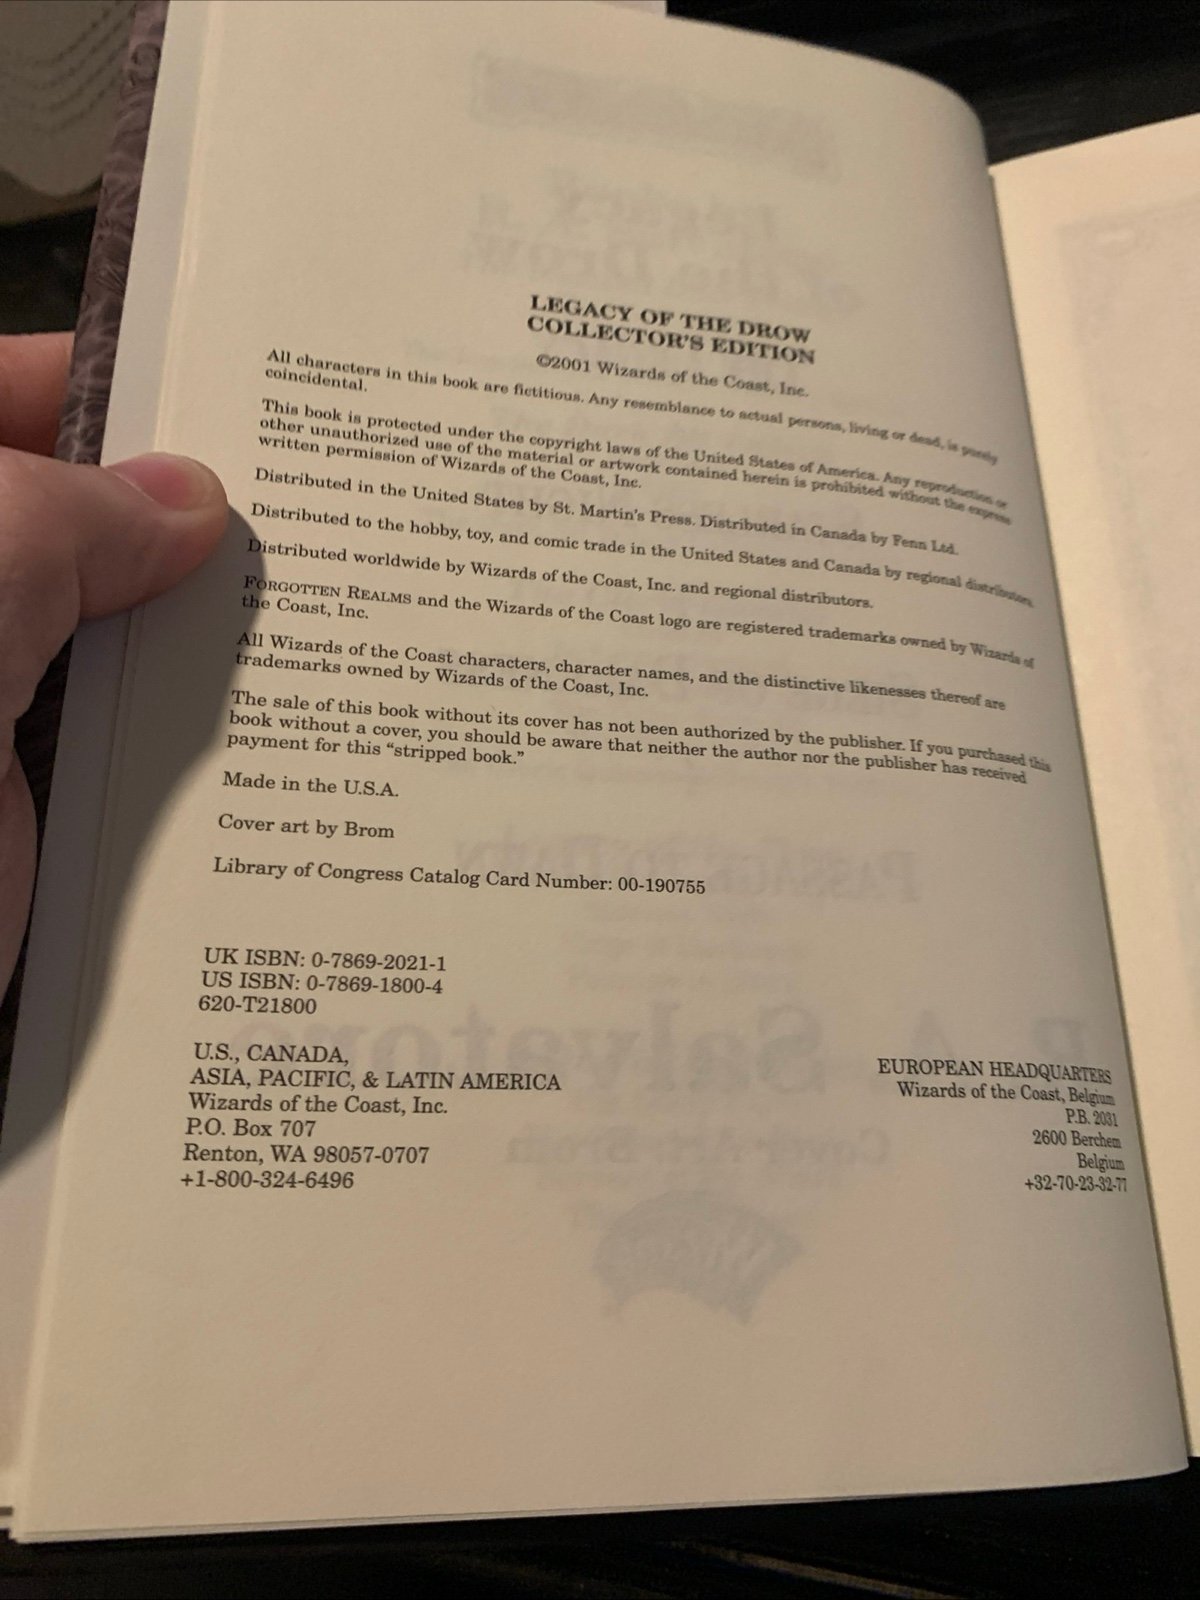 LEGACY OF THE DROW
COLLECTOR'S EDITION
©2001 Wizards of the Coast, Inc.
All characters in this book are fictitious. Any resemblance to actual persons, living or dead, is purely
coincidental.
This book is protected under the copyright laws of the United States of America. Any reproduction or
other unauthorized use of the material or artwork contained herein is prohibited without the express
written permission of Wizards of the Coast, Inc.
Distributed in the United States by St. Martin's Press. Distributed in Canada by Fenn Ltd.
Distributed to the hobby, toy, and comic trade in the United States and Canada by regional distributors.
Distributed worldwide by Wizards of the Coast, Inc. and regional distributors.
FORGOTTEN REALMS and the Wizards of the Coast logo are registered trademarks owned by Wizards of
the Coast, Inc.
All Wizards of the Coast characters, character names, and the distinctive likenesses thereof are
trademarks owned by Wizards of the Coast, Inc.
The sale of this book without its cover has not been authorized by the publisher. If you purchased this
book without a cover, you should be aware that neither the author nor the publisher has received
payment for this “stripped book.”
Made in the U.S.A.
Cover art by Brom
Library of Congress Catalog Card Number: 00-190755
UK ISBN: 0-7869-2021-1
US ISBN: 0-7869-1800-4
620-T21800
U.S., CANADA,
ASIA, PACIFIC, & LATIN AMERICA
Wizards of the Coast, Inc.
P.O. Box 707
Renton, WA 98057-0707
+1-800-324-6496
EUROPEAN HEADQUARTERS
Wizards of the Coast, Belgium
P.B. 2031
2600 Berchem
Belgium
+32-70-23-32-77